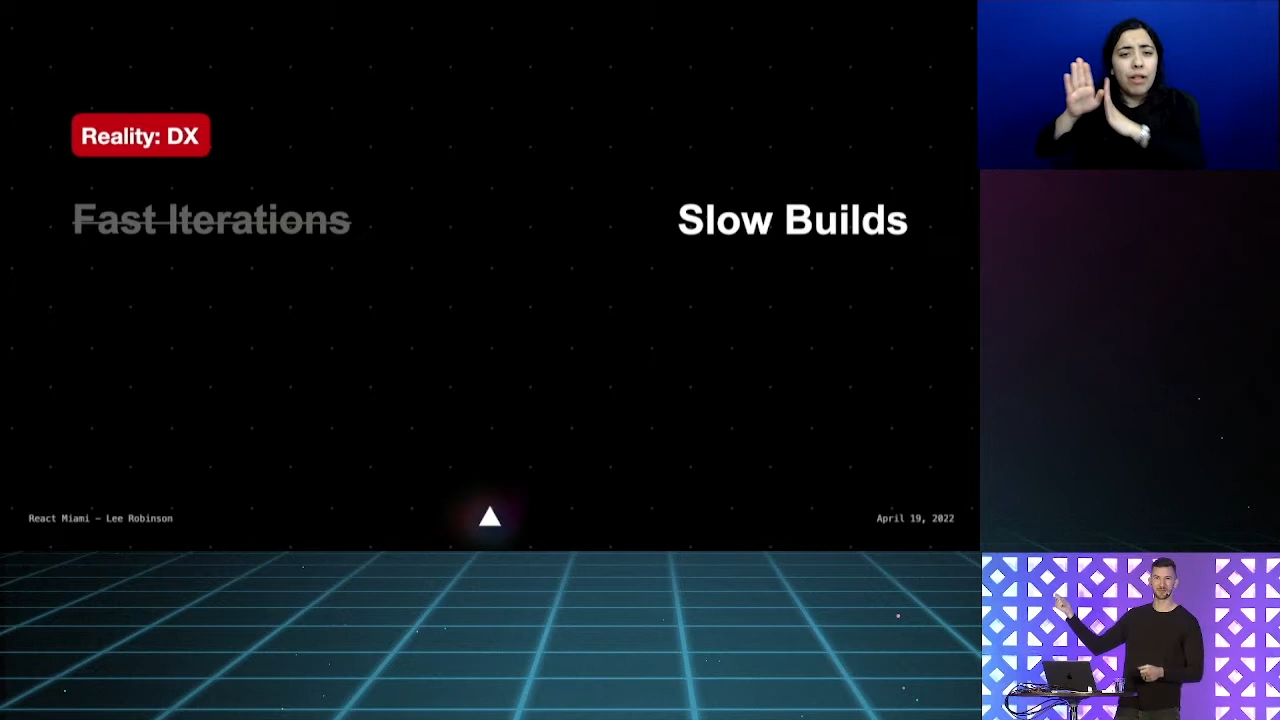 Reality: DX
Fast Iterations
Slow Builds
React Miami — Lee Robinson
April 19, 2022